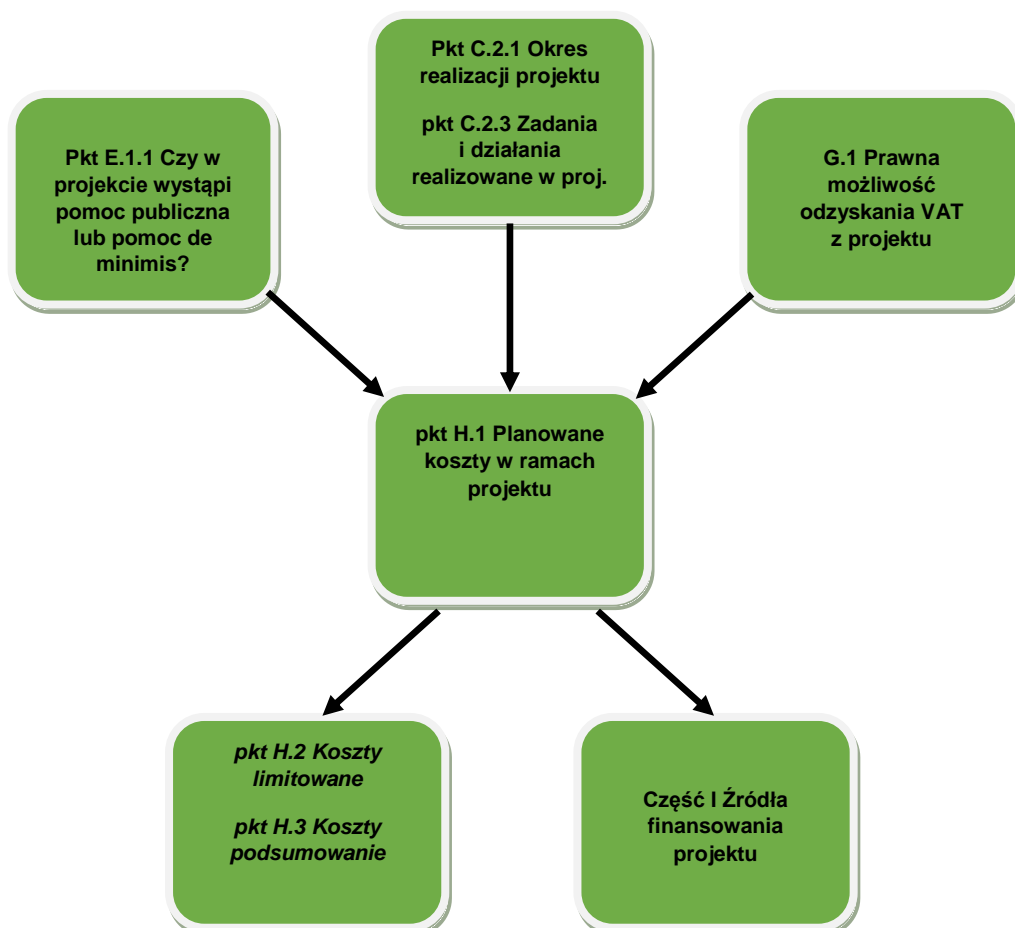 Pkt C.2.1 Okres
realizacji projektu
pkt C.2.3 Zadania
i działania
realizowane w proj.
Pkt E.1.1 Czy w
projekcie wystąpi
pomoc publiczna
lub pomoc de
minimis?
G.1 Prawna
możliwość
odzyskania VAT
z projektu
pkt H.1 Planowane
koszty w ramach
projektu
pkt H.2 Koszty
limitowane
pkt H.3 Koszty
podsumowanie
Część I Źródła
finansowania
projektu